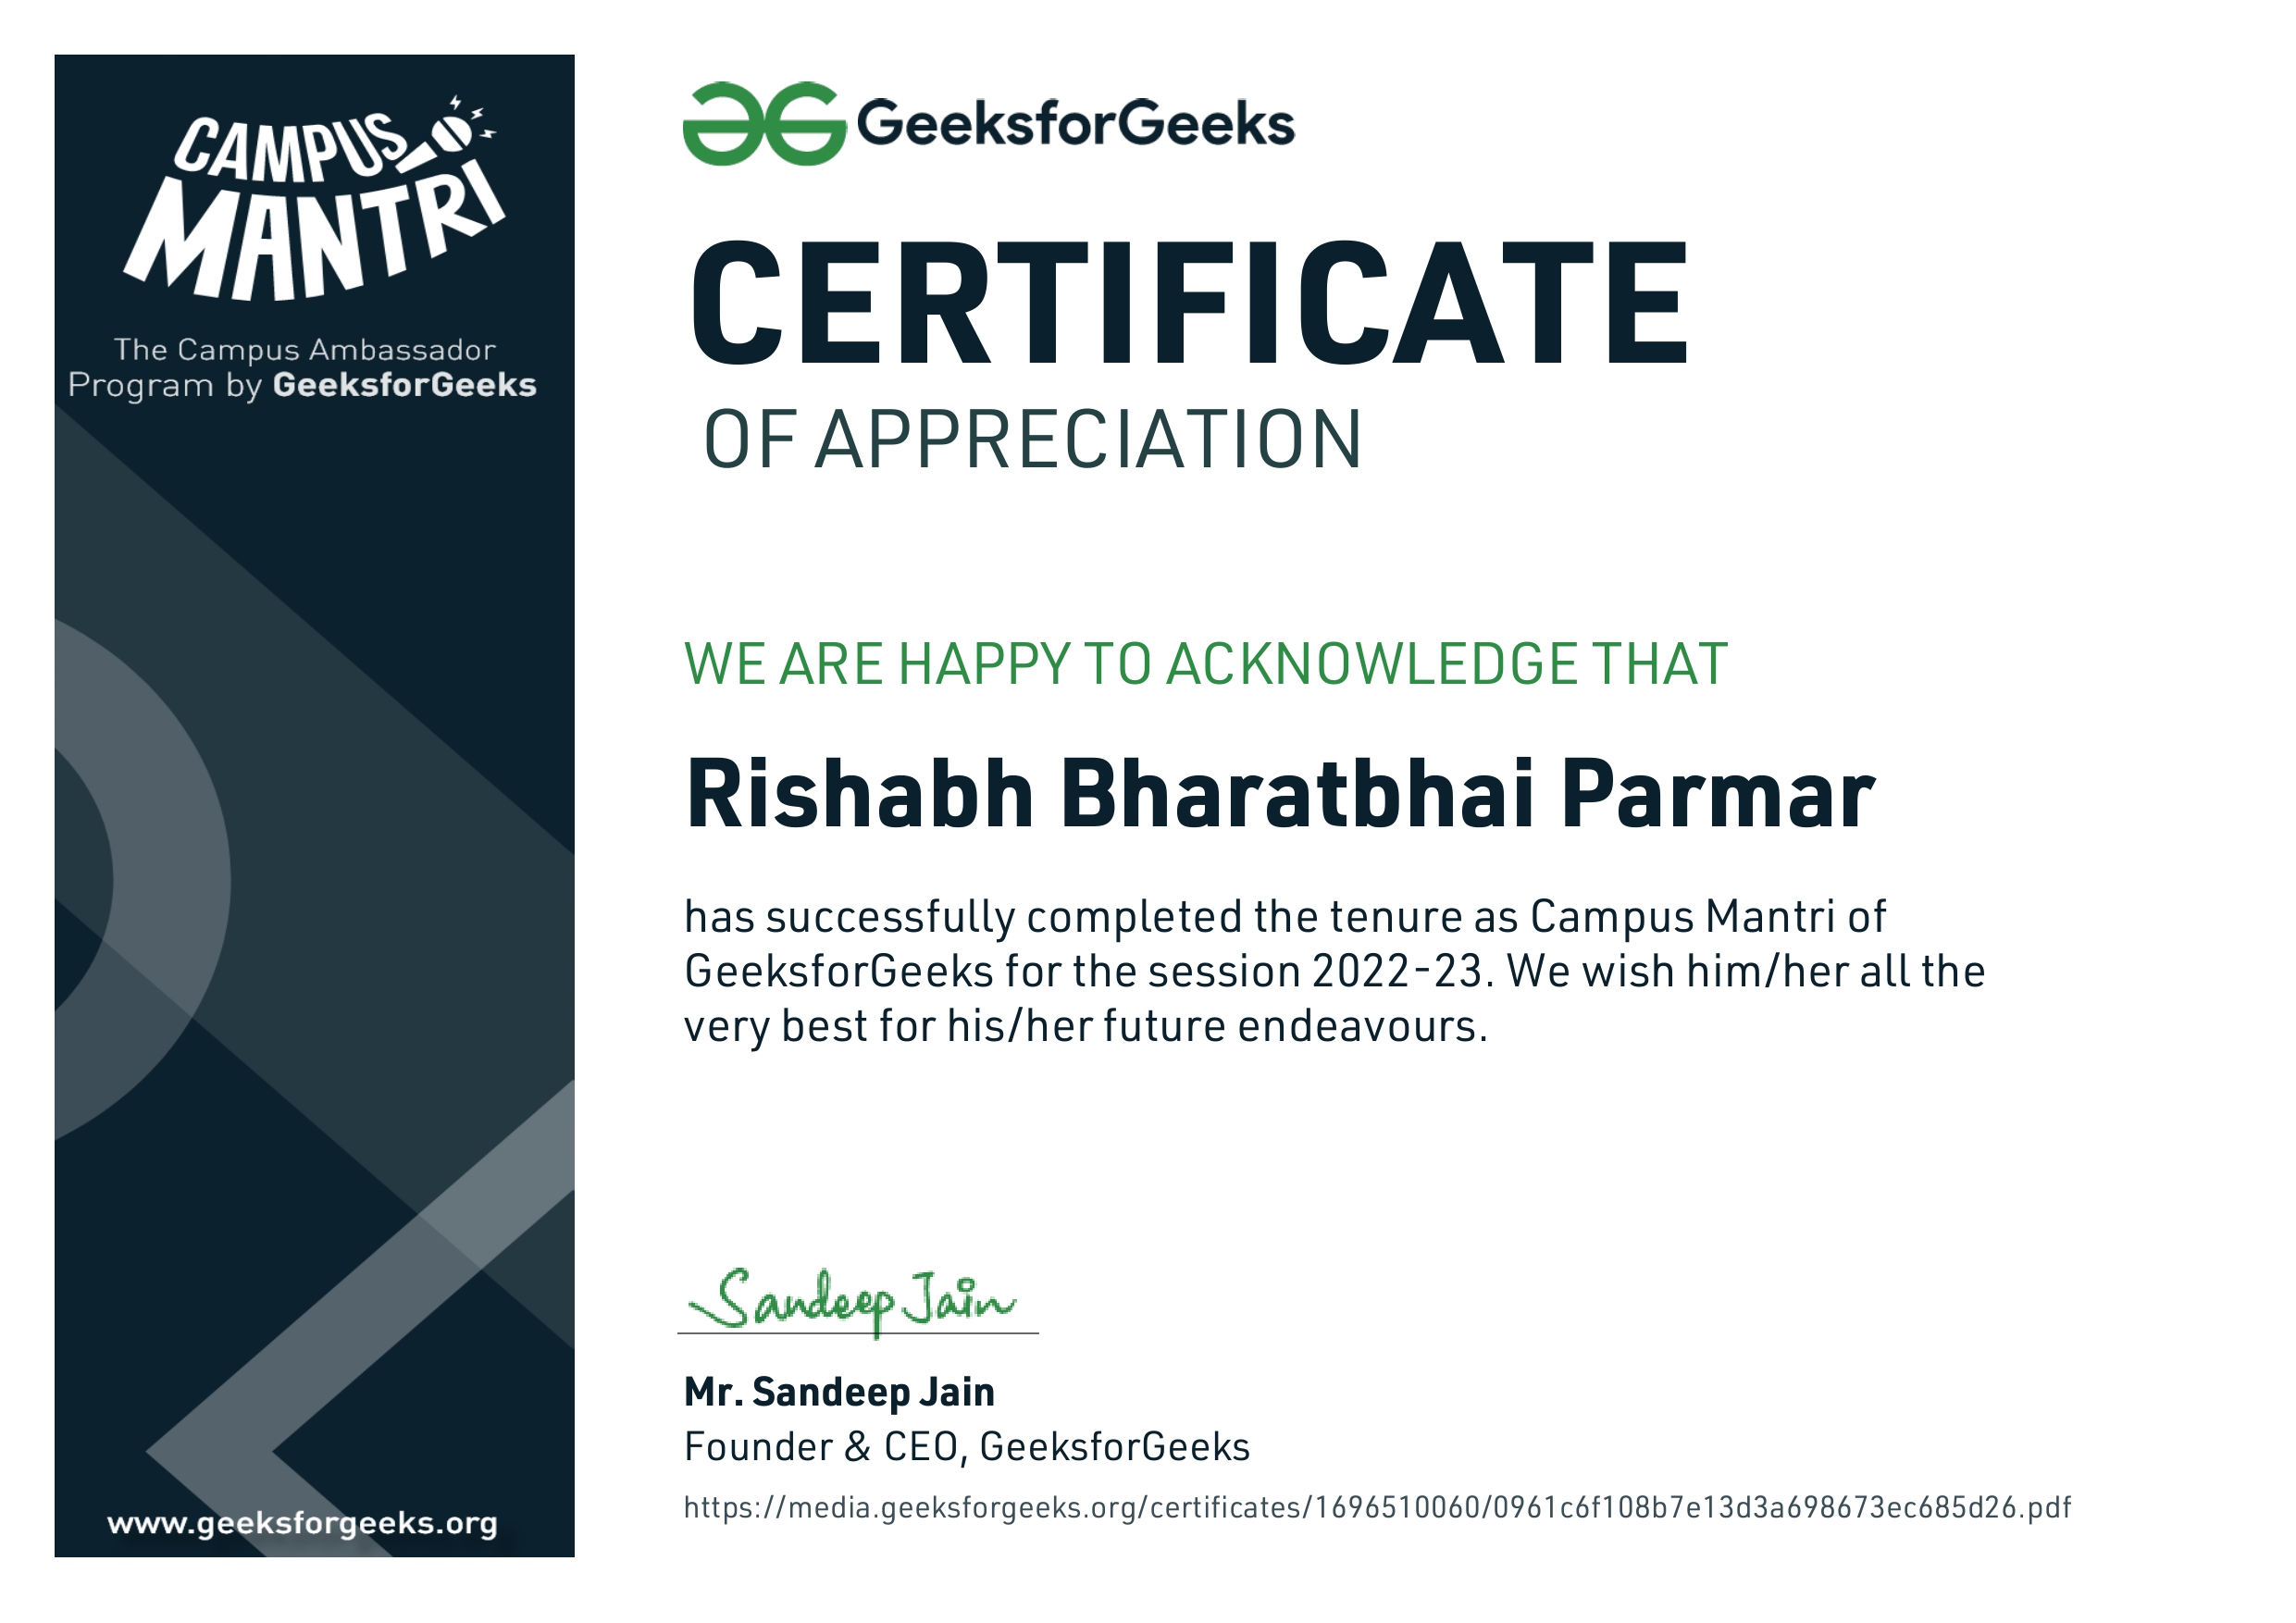 CAMPUS
MANTRI
The Campus Ambassador
Program by GeeksforGeeks
www.geeksforgeeks.org
GeeksforGeeks
CERTIFICATE
OF APPRECIATION
WE ARE HAPPY TO ACKNOWLEDGE THAT
Rishabh Bharatbhai Parmar
has successfully completed the tenure as Campus Mantri of
GeeksforGeeks for the session 2022-23. We wish him/her all the
very best for his/her future endeavours.
Sandeep Jain
Mr. Sandeep Jain
Founder & CEO, GeeksforGeeks
https://media.geeksforgeeks.org/certificates/1696510060/0961c6f108b7e13d3a698673ec685d26.pdf